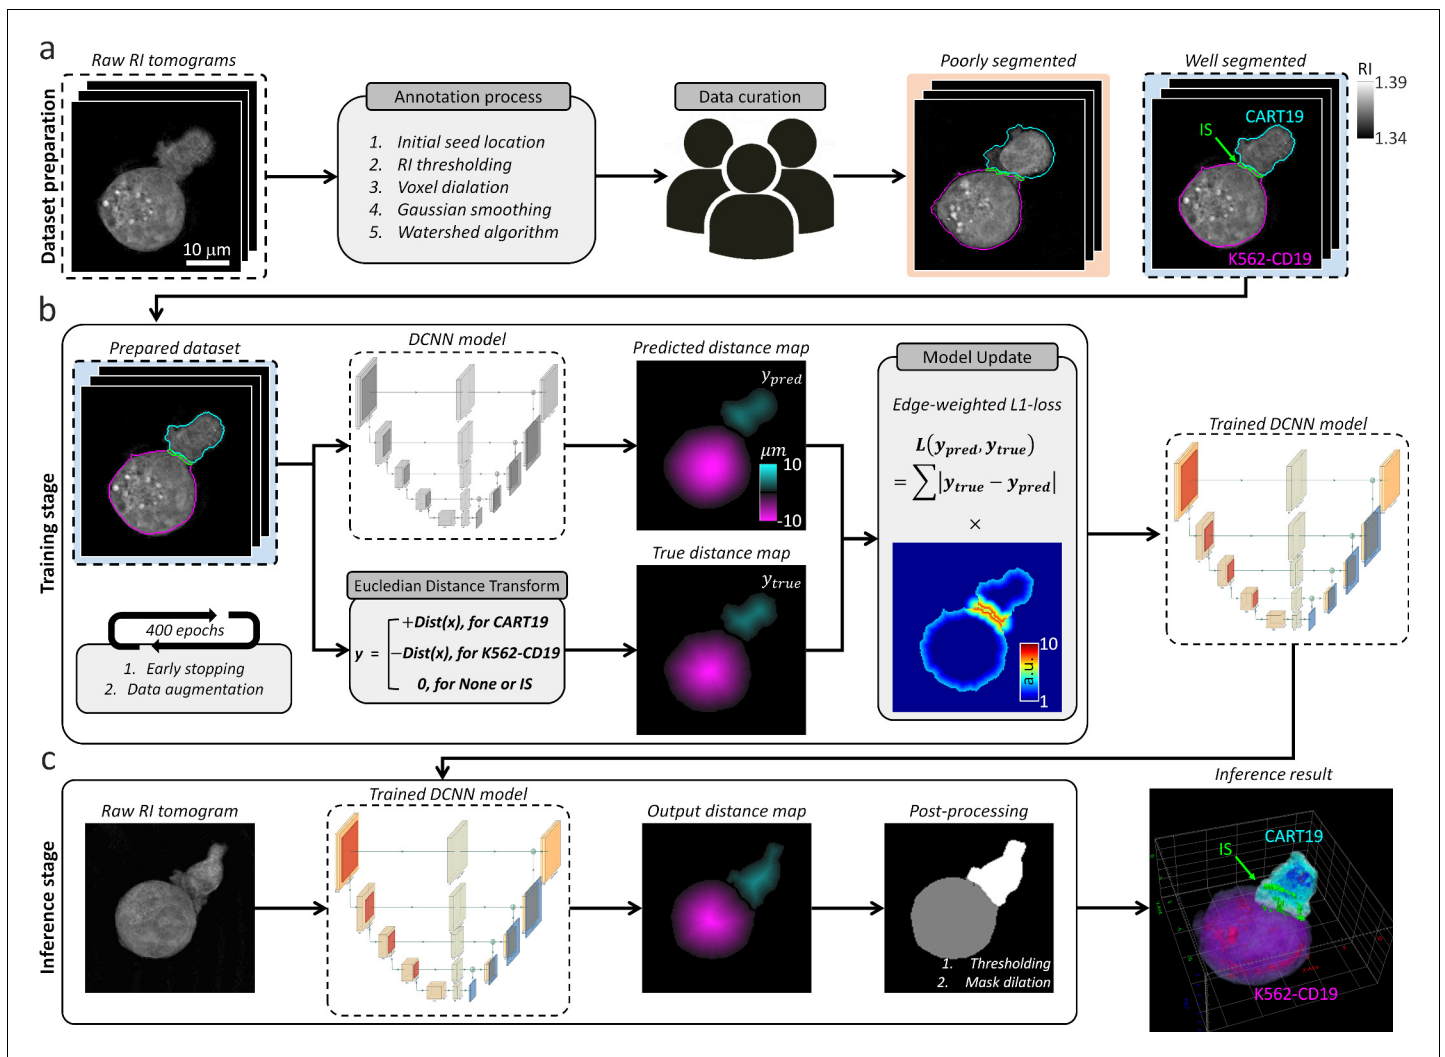 a
Dataset preparation
Raw RI tomograms
10 μm
Annotation process
1. Initial seed location
2. RI thresholding
3. Voxel dialation
4. Gaussian smoothing
5. Watershed algorithm
Data curation
Poorly segmented
Well segmented
CART19
IS
K562-CD19
RI
1.39
1.34
b
Training stage
Prepared dataset
400 epochs
1. Early stopping
2. Data augmentation
DCNN model
Eucledian Distance Transform
y =
+Dist(x), for CART19
−Dist(x), for K562-CD19
0, for None or IS
Predicted distance map
y_pred
μm
10
-10
True distance map
y_true
Model Update
Edge-weighted L1-loss
L(y_pred, y_true)
= ∑|y_true − y_pred|
×
10
a.u.
1
Trained DCNN model
c
Inference stage
Raw RI tomogram
Trained DCNN model
Output distance map
Post-processing
1. Thresholding
2. Mask dilation
Inference result
CART19
IS
K562-CD19